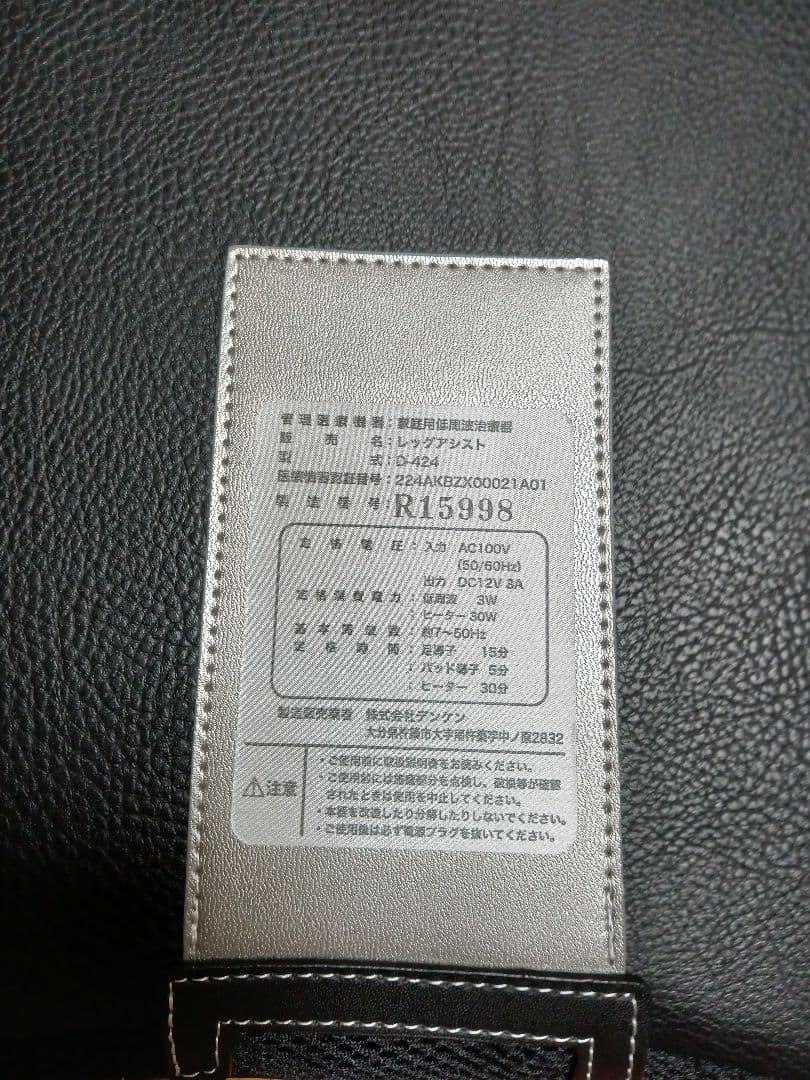 管理医療機器：家庭用低周波治療器
販売名：レッグアシスト
型式：D-424
医療機器認証番号：224AKBZX00021A01
製造番号：R15998
定格電圧：入力 AC100V
(50/60Hz)
出力 DC12V 3A
定格消費電力：低周波 3W
：ヒーター 30W
基本周波数：約7～50Hz
定格時間：足導子 15分
：パッド導子 5分
：ヒーター 30分
製造販売業者 株式会社デンケン
大分県杵築市大字南杵築字中ノ原2832
⚠注意
・ご使用前に取扱説明書をお読みください。
・ご使用前には施療部分を点検し、破損等が確認
されたときは使用を中止してください。
・本器を改造したり分解したりしないでください。
・ご使用後は必ず電源プラグを抜いてください。